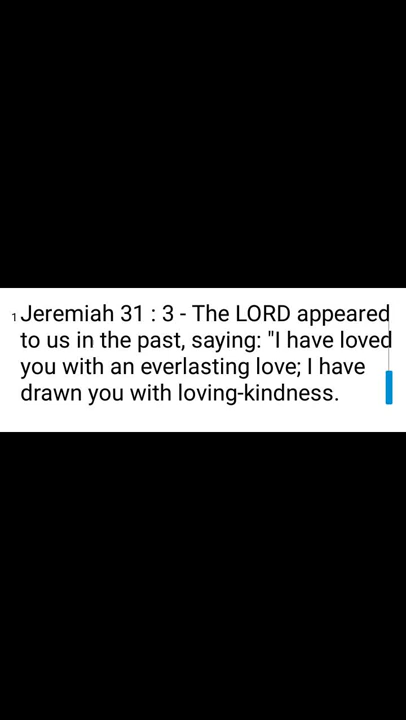 1 Jeremiah 31 : 3 - The LORD appeared
to us in the past, saying: "I have loved
you with an everlasting love; I have
drawn you with loving-kindness.